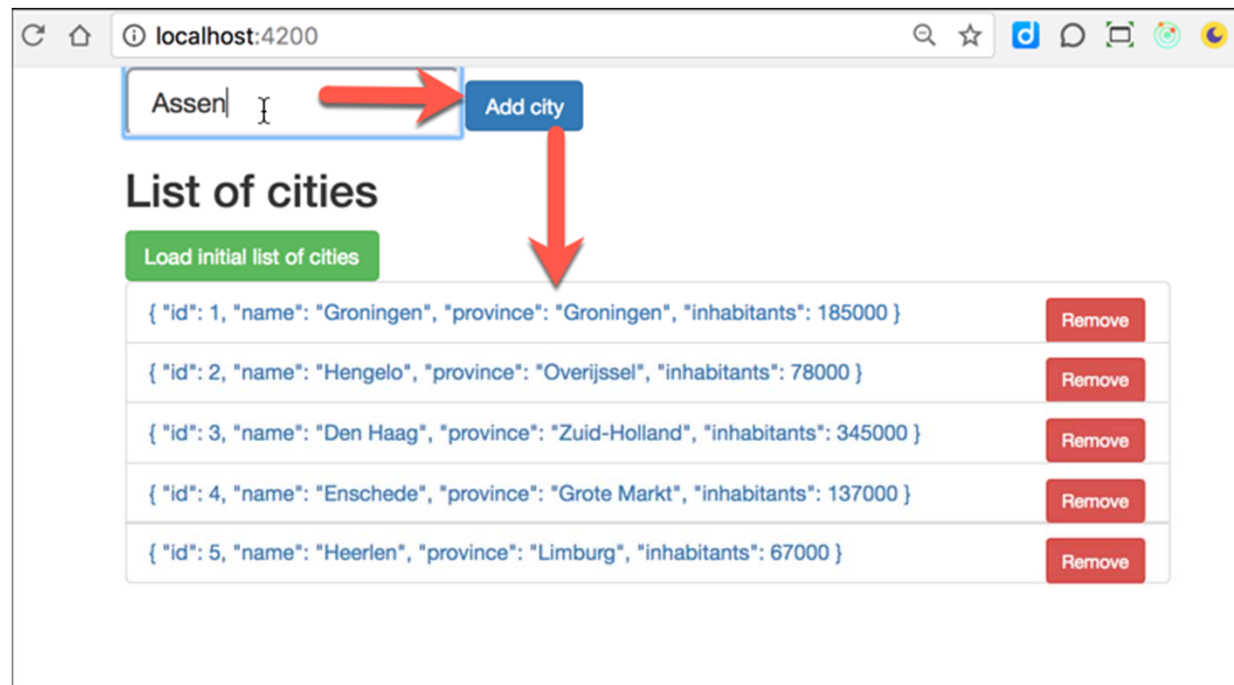 localhost:4200
Assen
Add city
List of cities
Load initial list of cities
{ "id": 1, "name": "Groningen", "province": "Groningen", "inhabitants": 185000 }
Remove
{ "id": 2, "name": "Hengelo", "province": "Overijssel", "inhabitants": 78000 }
Remove
{ "id": 3, "name": "Den Haag", "province": "Zuid-Holland", "inhabitants": 345000 }
Remove
{ "id": 4, "name": "Enschede", "province": "Grote Markt", "inhabitants": 137000 }
Remove
{ "id": 5, "name": "Heerlen", "province": "Limburg", "inhabitants": 67000 }
Remove